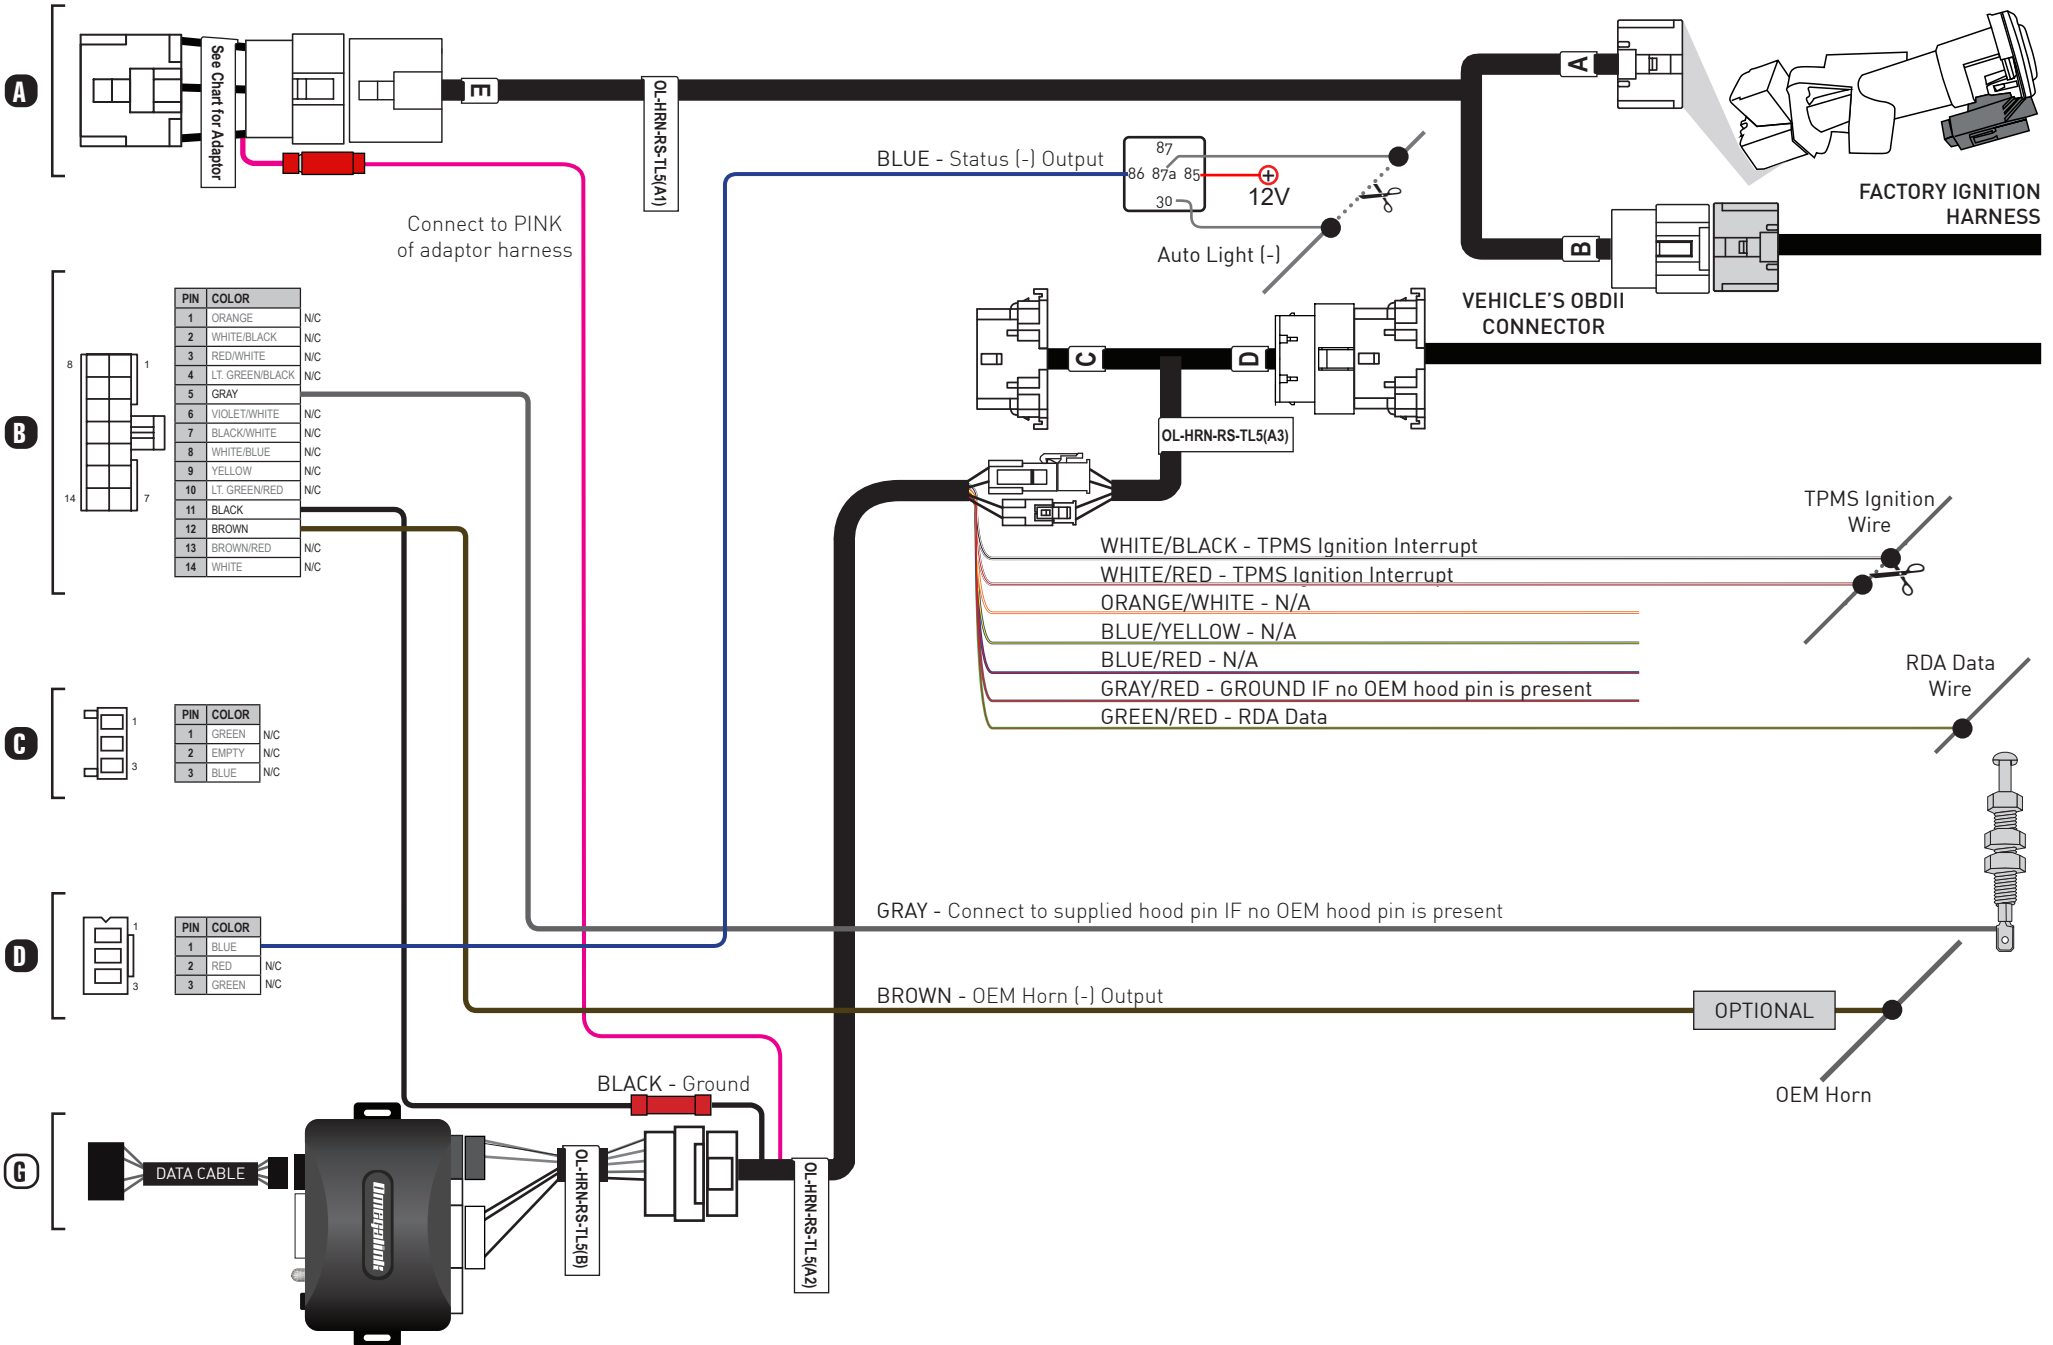 A
See Chart for Adaptor
E
OL-HRN-RS-TL5(A1)
A
B
FACTORY IGNITION
HARNESS
BLUE - Status (-) Output
87
86 87a 85
30
12V
Auto Light (-)
Connect to PINK
of adaptor harness
VEHICLE'S OBDII
CONNECTOR
C
D
OL-HRN-RS-TL5(A3)
B
8
1
14
7
PIN COLOR
1 ORANGE N/C
2 WHITE/BLACK N/C
3 RED/WHITE N/C
4 LT. GREEN/BLACK N/C
5 GRAY
6 VIOLET/WHITE N/C
7 BLACK/WHITE N/C
8 WHITE/BLUE N/C
9 YELLOW N/C
10 LT. GREEN/RED N/C
11 BLACK
12 BROWN
13 BROWN/RED N/C
14 WHITE N/C
TPMS Ignition
Wire
WHITE/BLACK - TPMS Ignition Interrupt
WHITE/RED - TPMS Ignition Interrupt
ORANGE/WHITE - N/A
BLUE/YELLOW - N/A
BLUE/RED - N/A
GRAY/RED - GROUND IF no OEM hood pin is present
GREEN/RED - RDA Data
RDA Data
Wire
C
1
3
PIN COLOR
1 GREEN N/C
2 EMPTY N/C
3 BLUE N/C
D
1
3
PIN COLOR
1 BLUE
2 RED N/C
3 GREEN N/C
GRAY - Connect to supplied hood pin IF no OEM hood pin is present
BROWN - OEM Horn (-) Output
OPTIONAL
OEM Horn
BLACK - Ground
G
DATA CABLE
Omegalink
OL-HRN-RS-TL5(B)
OL-HRN-RS-TL5(A2)